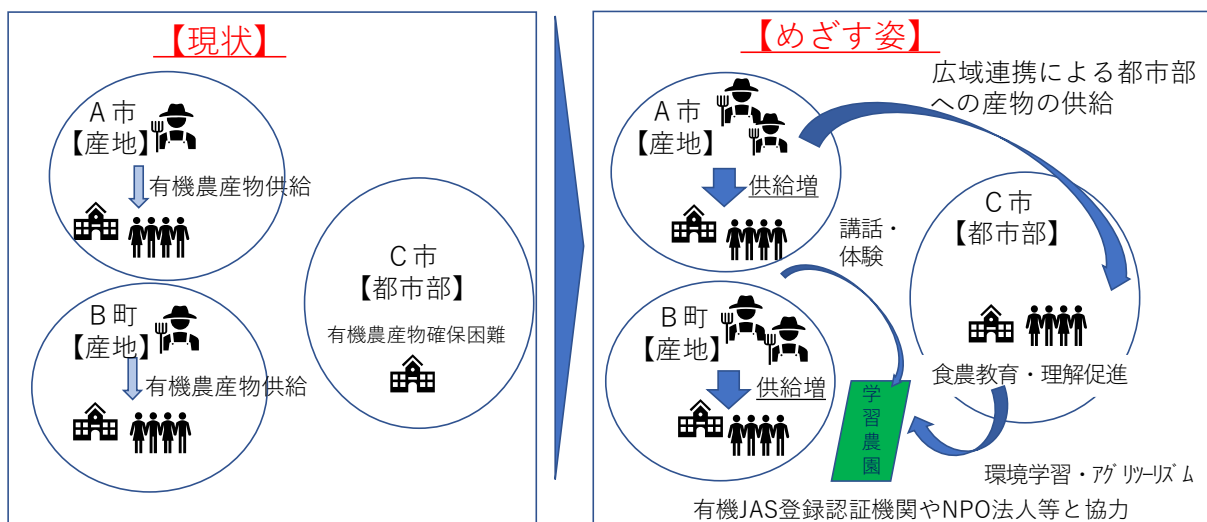 【現状】
A市
【産地】
有機農産物供給
B町
【産地】
有機農産物供給
C市
【都市部】
有機農産物確保困難
【めざす姿】
広域連携による都市部
への産物の供給
A市
【産地】
供給増
講話・
体験
C市
【都市部】
B町
【産地】
供給増
食農教育・理解促進
学習農園
環境学習・アグリツーリズム
有機JAS登録認証機関やNPO法人等と協力